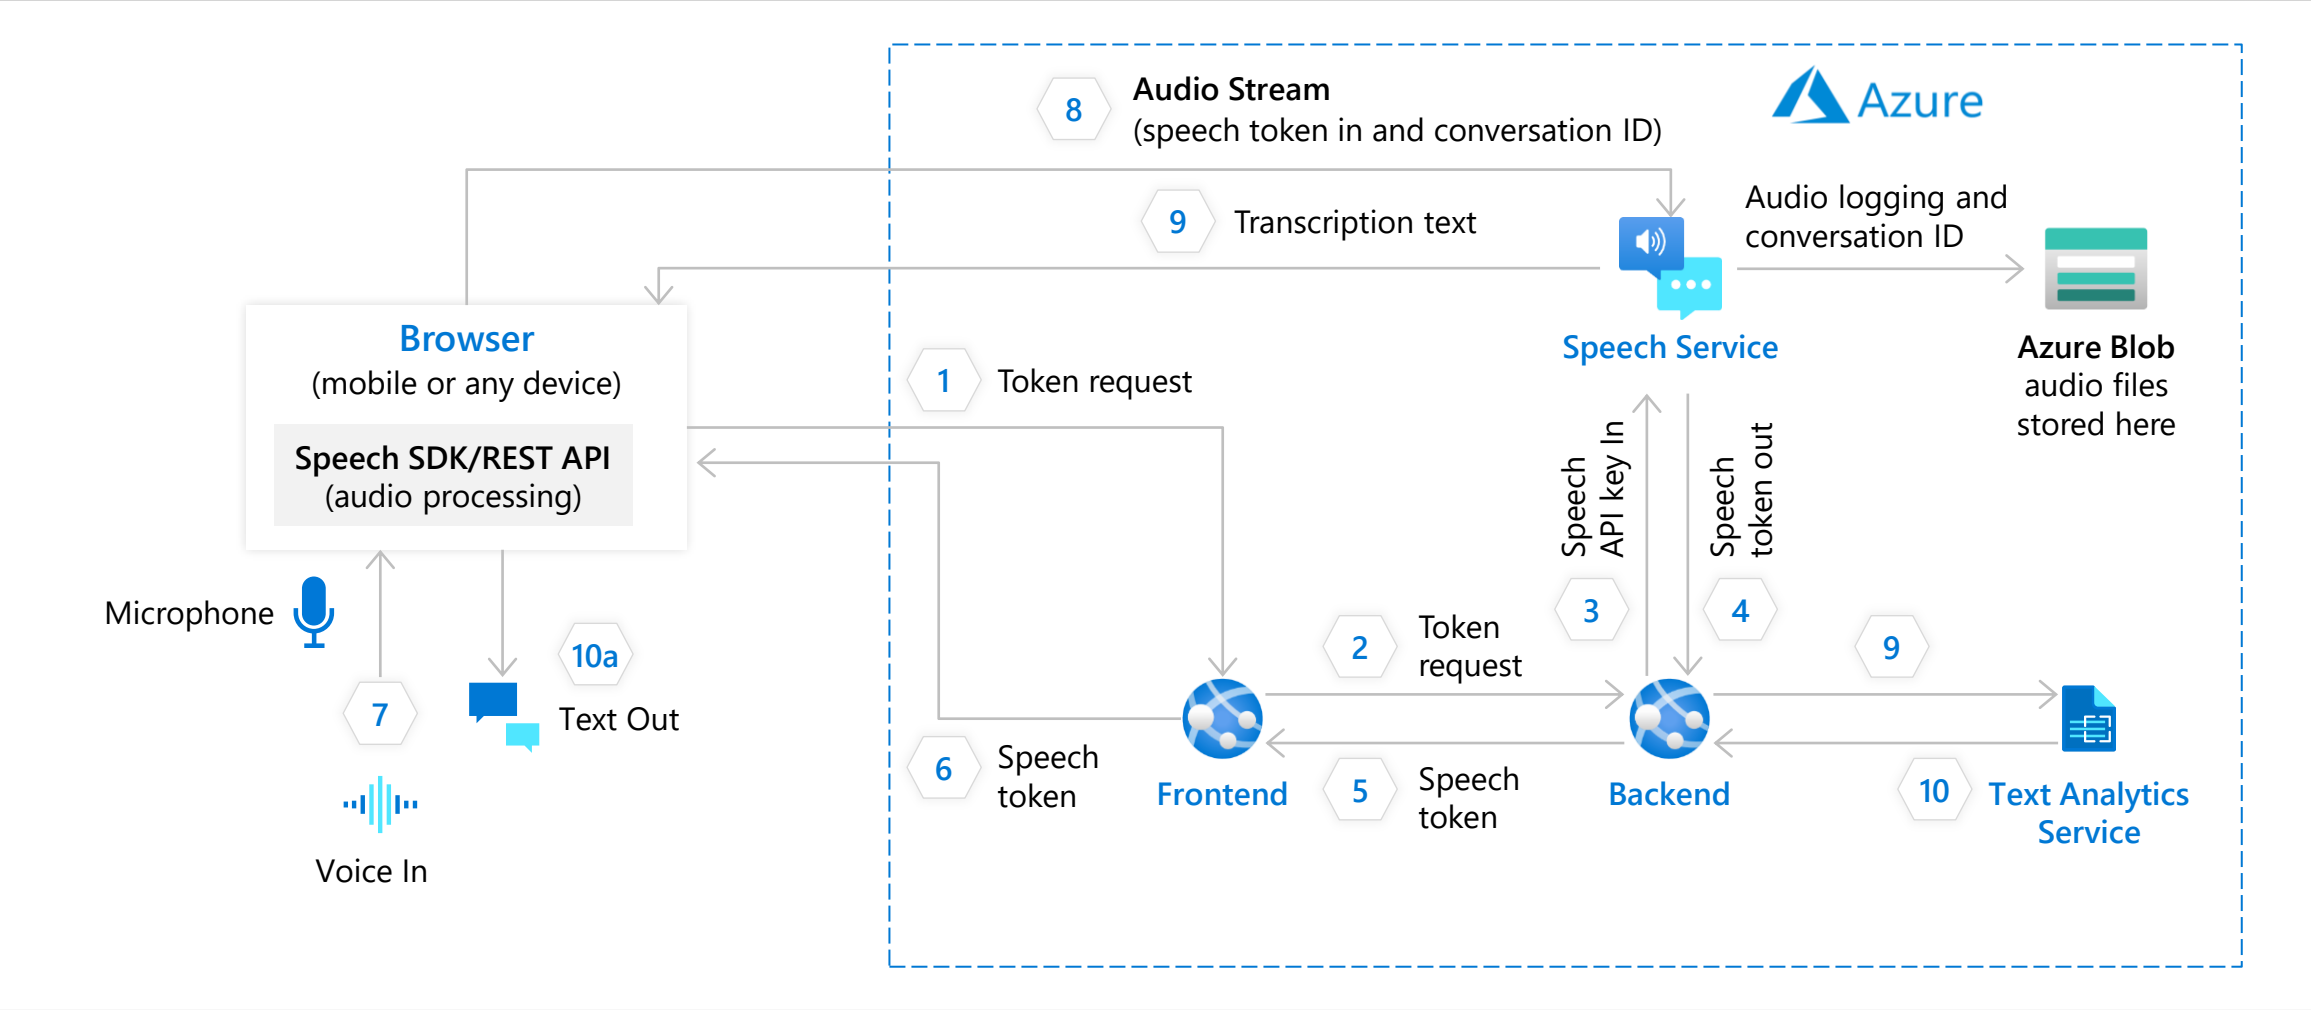 8
Audio Stream
(speech token in and conversation ID)
Azure
9
Transcription text
Audio logging and
conversation ID
Browser
(mobile or any device)
Speech SDK/REST API
(audio processing)
1
Token request
Speech Service
Azure Blob
audio files
stored here
Speech
API key In
Speech
token out
Microphone
10a
Text Out
7
Voice In
3
4
2
Token
request
9
6
Speech
token
Frontend
5
Speech
token
Backend
10
Text Analytics
Service